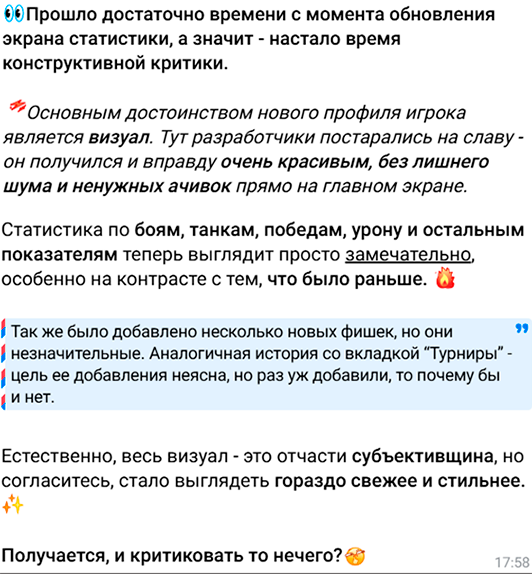 👀Прошло достаточно времени с момента обновления
экрана статистики, а значит - настало время
конструктивной критики.
Основным достоинством нового профиля игрока
является визуал. Тут разработчики постарались на славу -
он получился и вправду очень красивым, без лишнего
шума и ненужных ачивок прямо на главном экране.
Статистика по боям, танкам, победам, урону и остальным
показателям теперь выглядит просто замечательно,
особенно на контрасте с тем, что было раньше. 🔥
Так же было добавлено несколько новых фишек, но они
незначительные. Аналогичная история со вкладкой “Турниры” -
цель ее добавления неясна, но раз уж добавили, то почему бы
и нет.
Естественно, весь визуал - это отчасти субъективщина, но
согласитесь, стало выглядеть гораздо свежее и стильнее.
✨
Получается, и критиковать то нечего?
17:58